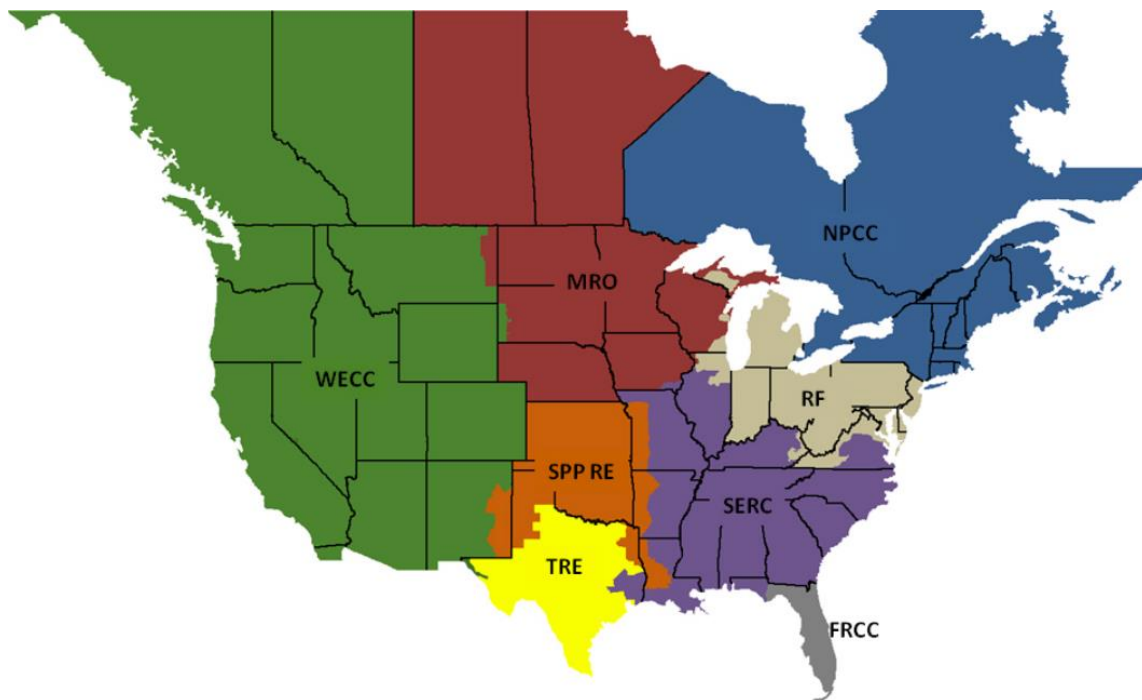 NPCC
MRO
WECC
RF
SPP RE
SERC
TRE
FRCC